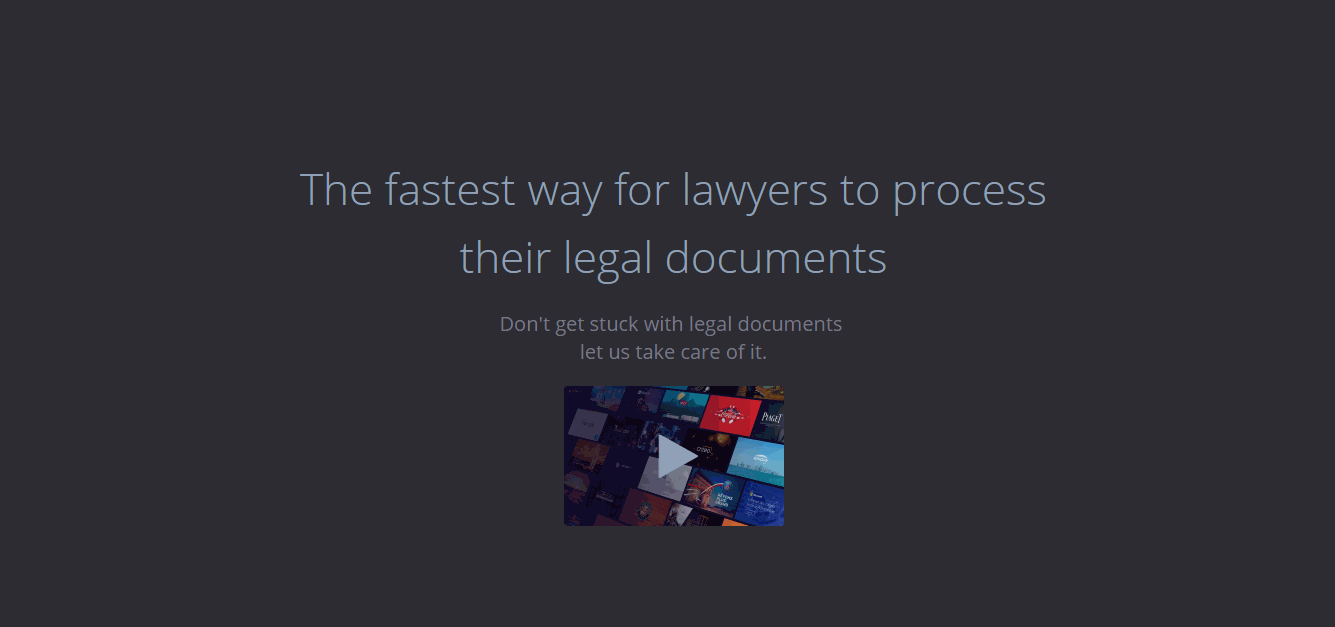 The fastest way for lawyers to process
their legal documents
Don't get stuck with legal documents
let us take care of it.
PIAGET